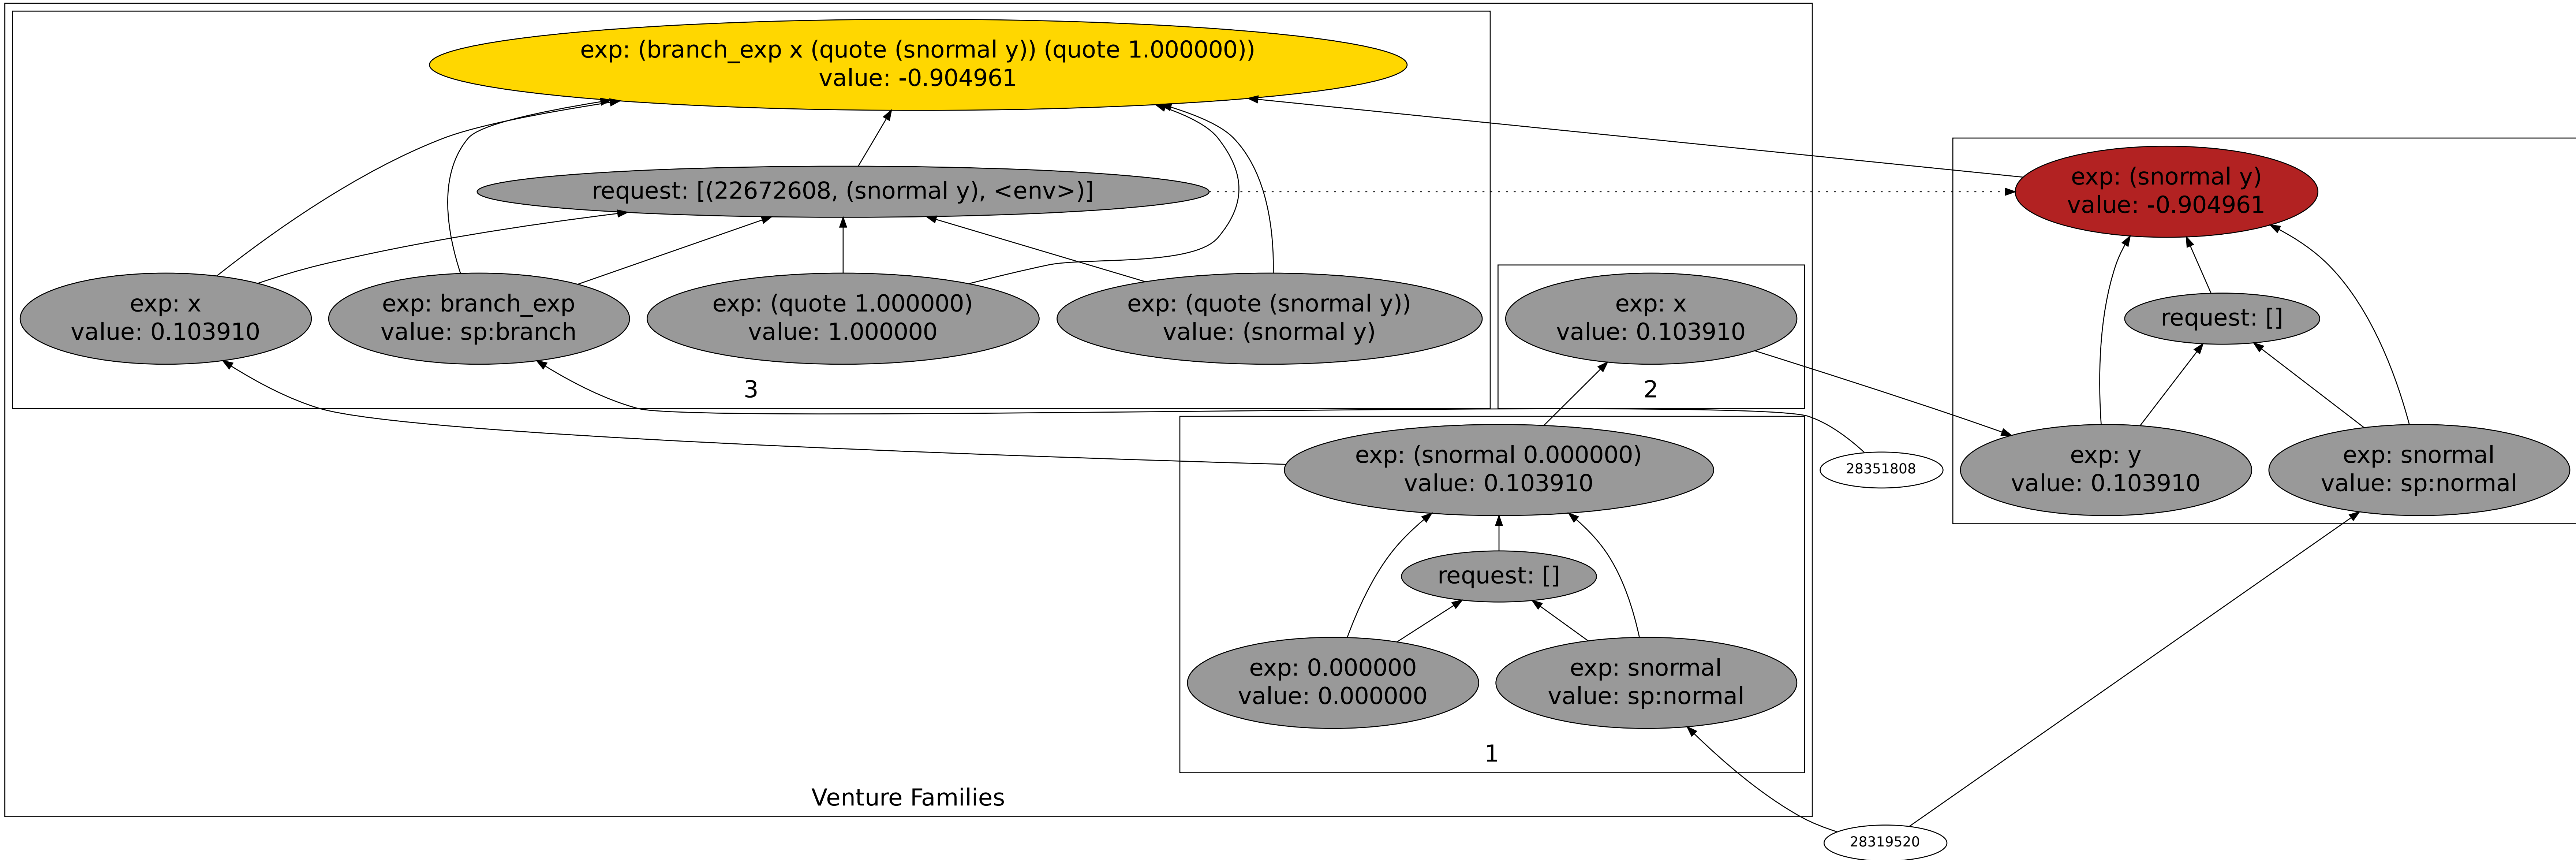 exp: (branch_exp x (quote (snormal y)) (quote 1.000000))
value: -0.904961
request: [(22672608, (snormal y), <env>)]
exp: (snormal y)
value: -0.904961
exp: x
value: 0.103910
exp: branch_exp
value: sp:branch
exp: (quote 1.000000)
value: 1.000000
exp: (quote (snormal y))
value: (snormal y)
3
exp: x
value: 0.103910
2
request: []
exp: (snormal 0.000000)
value: 0.103910
28351808
exp: y
value: 0.103910
exp: snormal
value: sp:normal
request: []
exp: 0.000000
value: 0.000000
exp: snormal
value: sp:normal
1
Venture Families
28319520